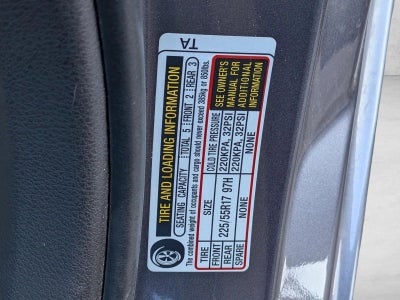 TA
TIRE AND LOADING INFORMATION
SEATING CAPACITY TOTAL 5 FRONT 2 REAR 3
The combined weight of occupants and cargo should never exceed 385kg or 850lbs.
TIRE SIZE COLD TIRE PRESSURE
FRONT 225/55R17 97H 220KPA, 32PSI
REAR 220KPA, 32PSI
SPARE NONE NONE
SEE OWNER'S
MANUAL FOR
ADDITIONAL
INFORMATION